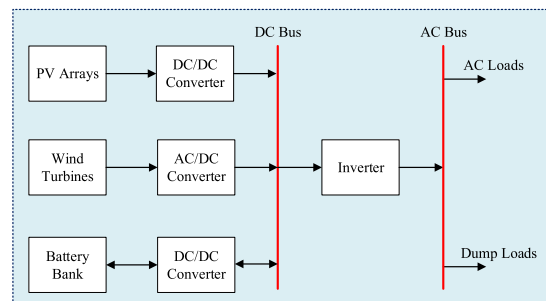 DC Bus
AC Bus
PV Arrays
DC/DC
Converter
AC Loads
Wind
Turbines
AC/DC
Converter
Inverter
Battery
Bank
DC/DC
Converter
Dump Loads